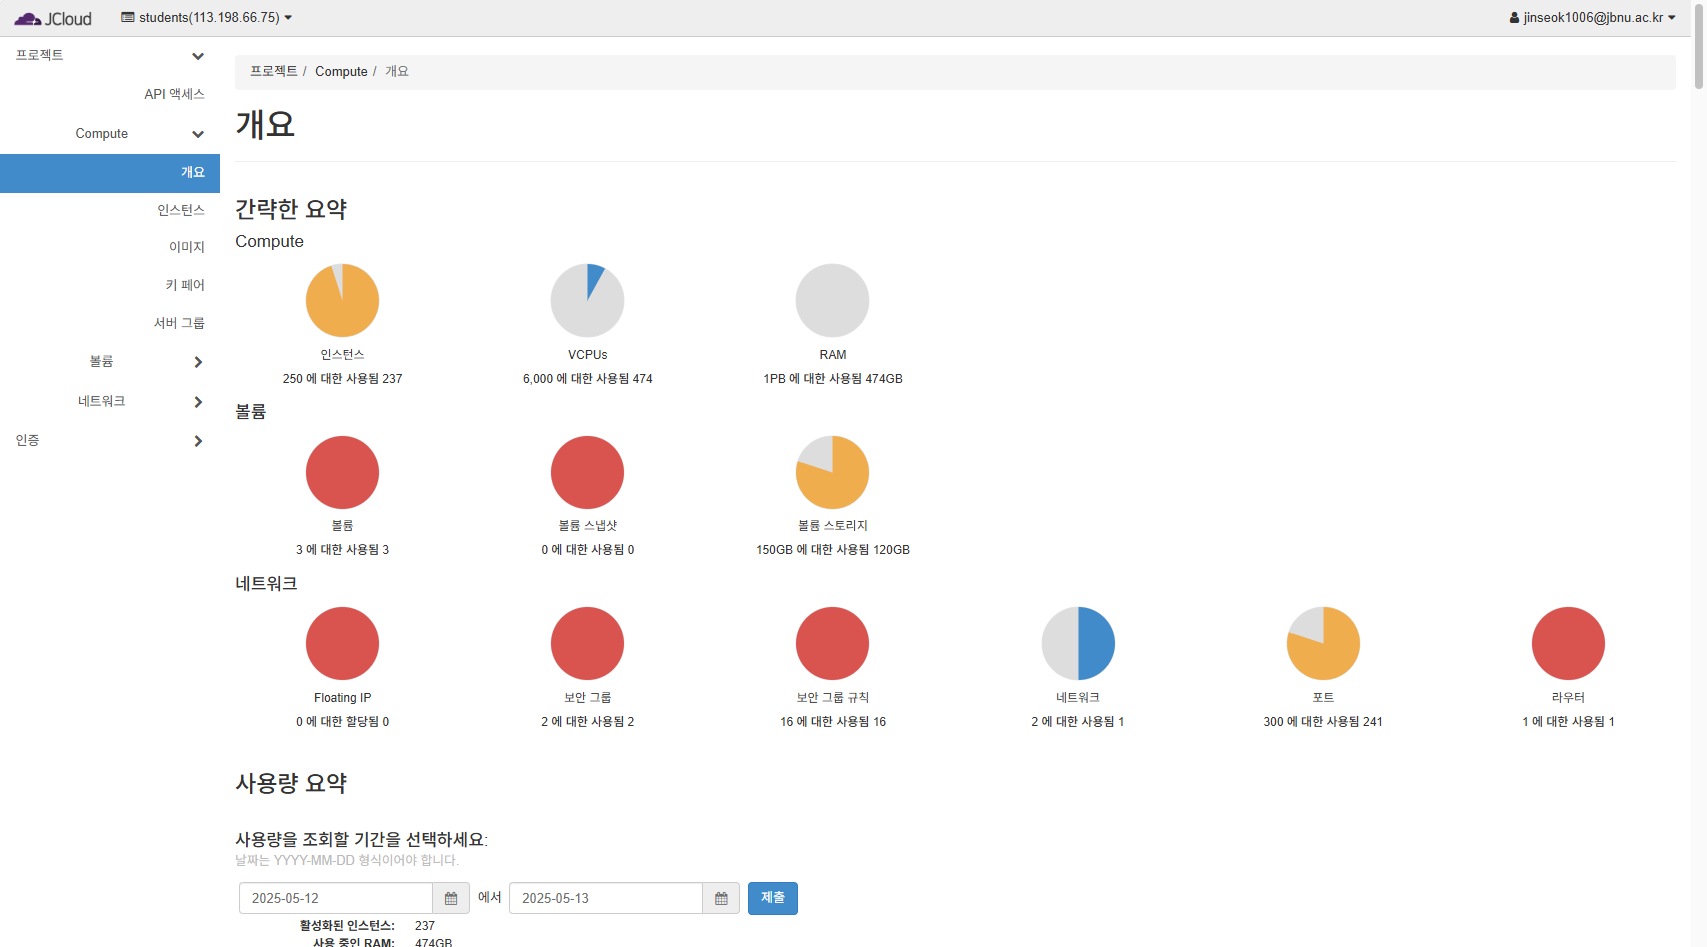 JCloud students(113.198.66.75) jinseok1006@jbnu.ac.kr
프로젝트
API 액세스
Compute
개요
인스턴스
이미지
키 페어
서버 그룹
볼륨
네트워크
인증
프로젝트 / Compute / 개요
개요
간략한 요약
Compute
인스턴스 VCPUs RAM
250 에 대한 사용됨 237 6,000 에 대한 사용됨 474 1PB 에 대한 사용됨 474GB
볼륨
볼륨 볼륨 스냅샷 볼륨 스토리지
3 에 대한 사용됨 3 0 에 대한 사용됨 0 150GB 에 대한 사용됨 120GB
네트워크
Floating IP 보안 그룹 보안 그룹 규칙 네트워크 포트 라우터
0 에 대한 할당됨 0 2 에 대한 사용됨 2 16 에 대한 사용됨 16 2 에 대한 사용됨 1 300 에 대한 사용됨 241 1 에 대한 사용됨 1
사용량 요약
사용량을 조회할 기간을 선택하세요:
날짜는 YYYY-MM-DD 형식이어야 합니다.
2025-05-12 에서 2025-05-13 제출
활성화된 인스턴스: 237
사용 중인 RAM: 474GB